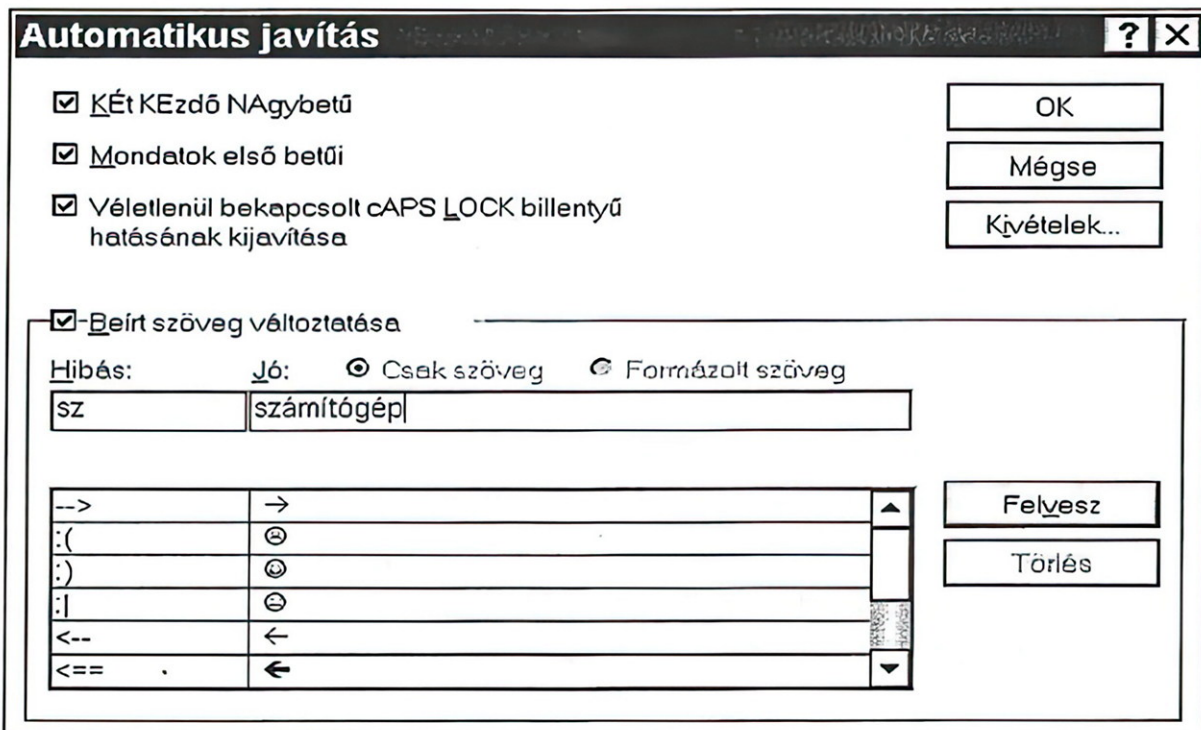 Automatikus javítás ? X
KÉt KEzdő NAgybetű
OK
Mondatok első betűi
Mégse
Véletlenül bekapcsolt cAPS LOCK billentyű
hatásának kijavítása
Kivételek...
Beírt szöveg változtatása
Hibás: Jó: Csak szöveg Formázott szöveg
sz számítógép
--> →
Felvesz
:( ☹
:) ☺
Törlés
:| 😐
<-- ←
<== 🡰